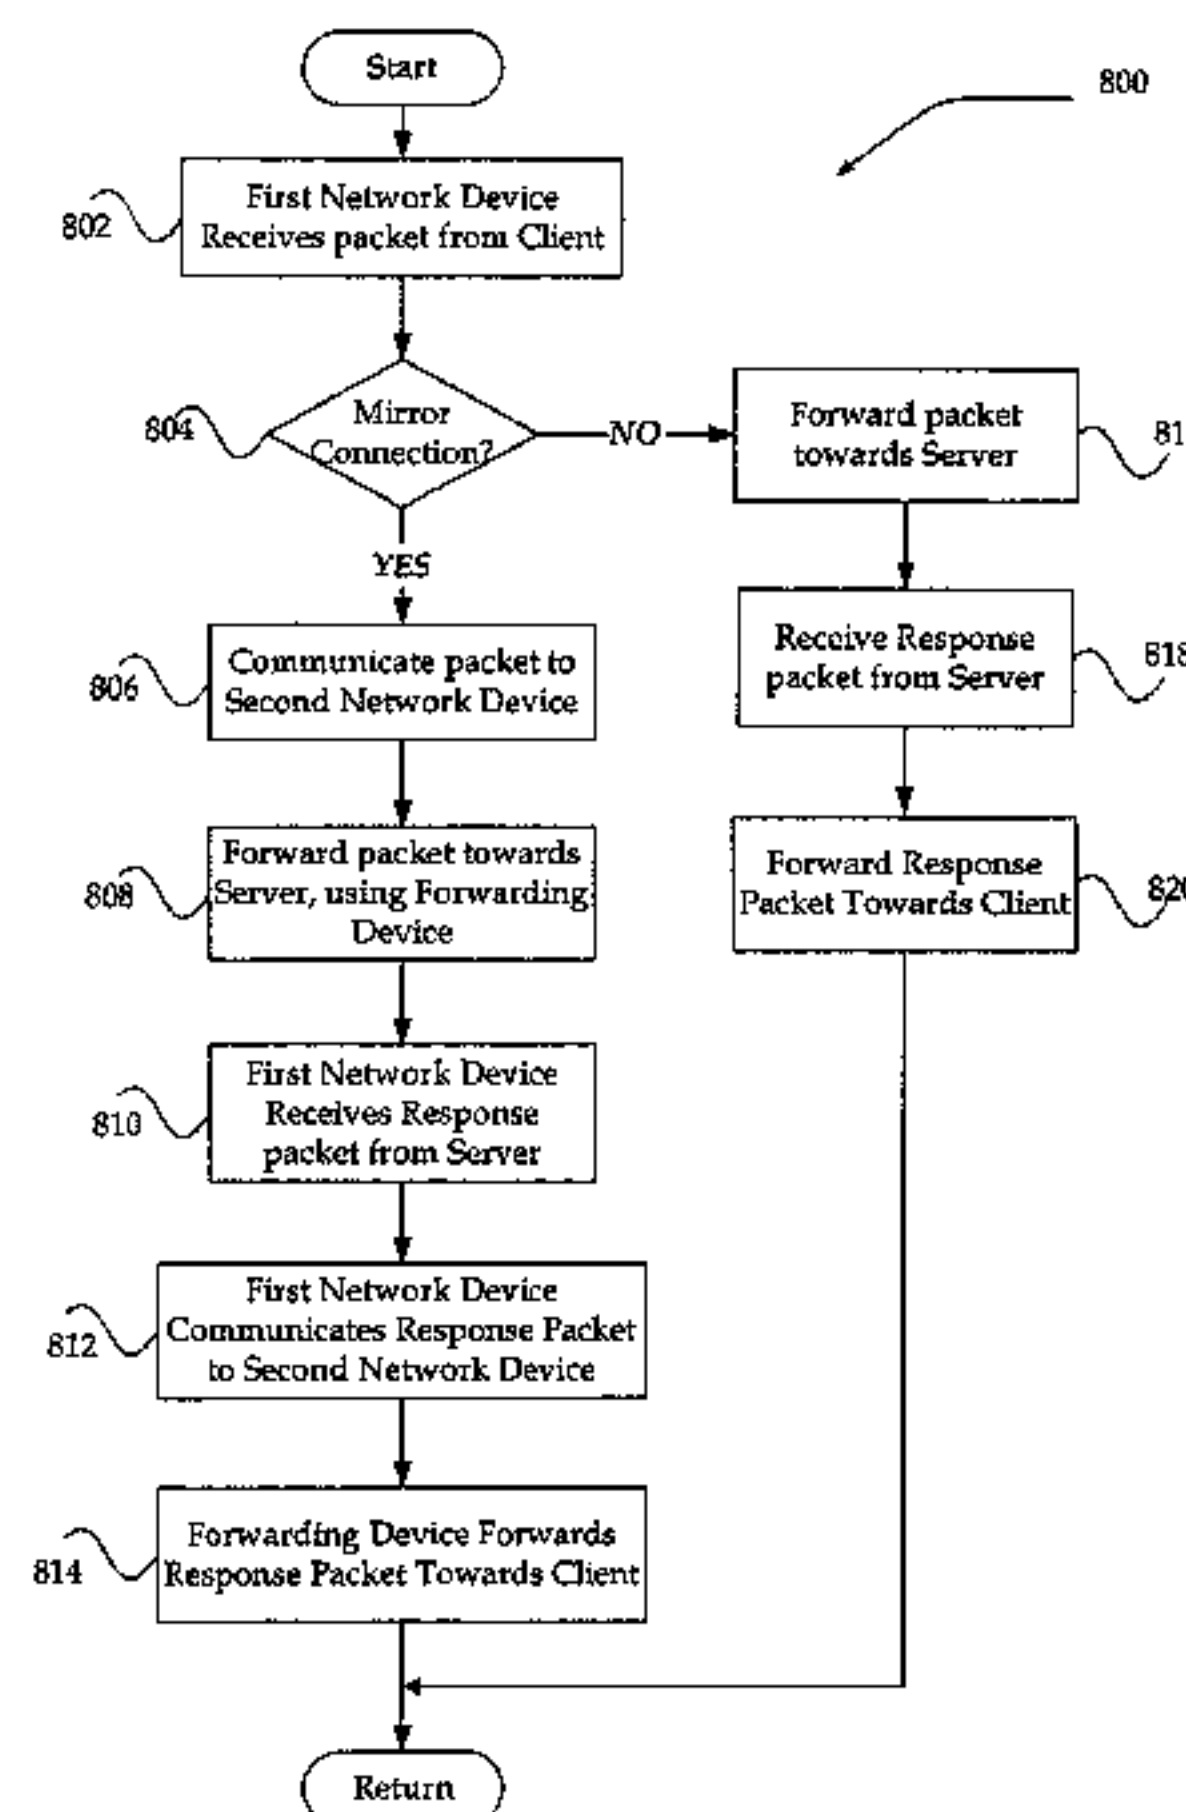 Start
800
802
First Network Device
Receives packet from Client
804
Mirror
Connection?
NO
Forward packet
towards Server
81
YES
806
Communicate packet to
Second Network Device
Receive Response
packet from Server
818
808
Forward packet towards
Server, using Forwarding
Device
Forward Response
Packet Towards Client
820
810
First Network Device
Receives Response
packet from Server
812
First Network Device
Communicates Response Packet
to Second Network Device
814
Forwarding Device Forwards
Response Packet Towards Client
Return